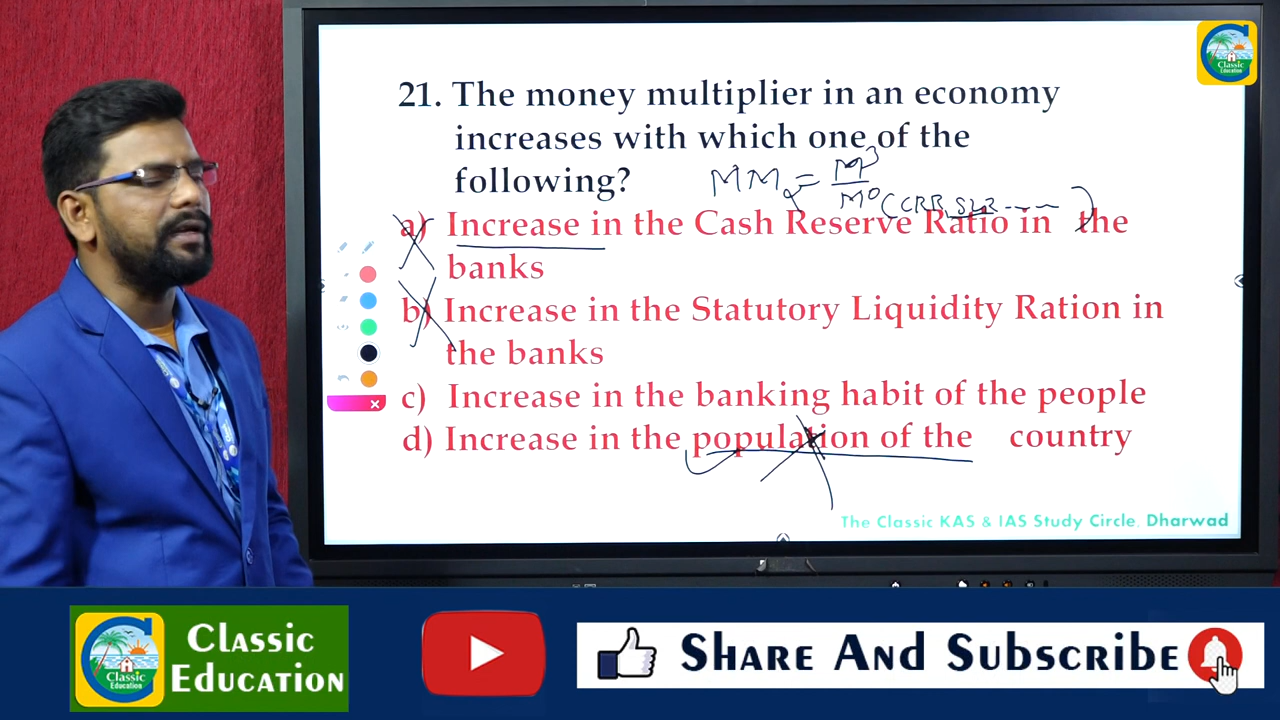 Classic
Education
21. The money multiplier in an economy
increases with which one of the
following?
MM = M3
M0 (CRR, SLR ----- )
a) Increase in the Cash Reserve Ratio in the
banks
b) Increase in the Statutory Liquidity Ration in
the banks
c) Increase in the banking habit of the people
d) Increase in the population of the country
The Classic KAS & IAS Study Circle, Dharwad
Classic
Education
Classic
Education
Share And Subscribe